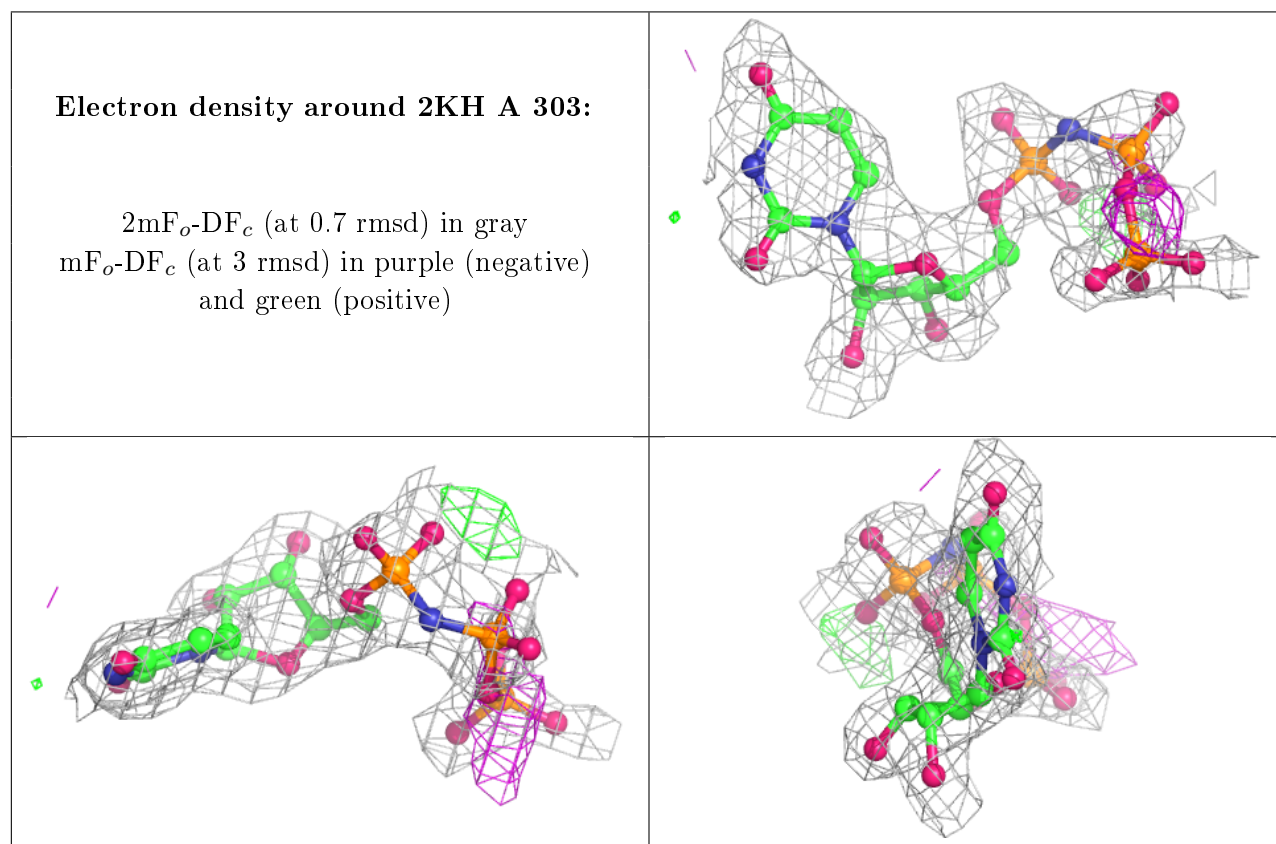 Electron density around 2KH A 303:
2mFo-DFc (at 0.7 rmsd) in gray
mFo-DFc (at 3 rmsd) in purple (negative)
and green (positive)